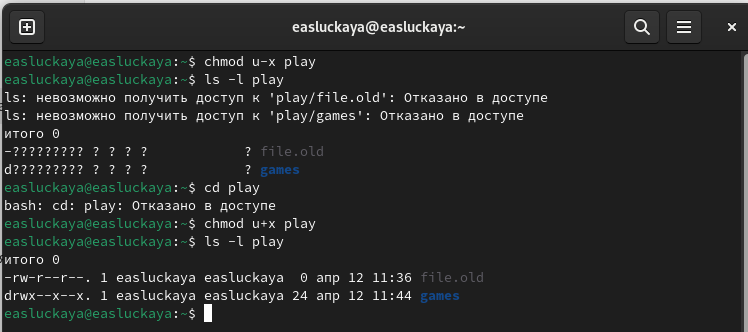 easluckaya@easluckaya:~
easluckaya@easluckaya:~$ chmod u-x play
easluckaya@easluckaya:~$ ls -l play
ls: невозможно получить доступ к 'play/file.old': Отказано в доступе
ls: невозможно получить доступ к 'play/games': Отказано в доступе
итого 0
-????????? ? ? ? ?            ? file.old
d????????? ? ? ? ?            ? games
easluckaya@easluckaya:~$ cd play
bash: cd: play: Отказано в доступе
easluckaya@easluckaya:~$ chmod u+x play
easluckaya@easluckaya:~$ ls -l play
итого 0
-rw-r--r--. 1 easluckaya easluckaya  0 апр 12 11:36 file.old
drwx--x--x. 1 easluckaya easluckaya 24 апр 12 11:44 games
easluckaya@easluckaya:~$